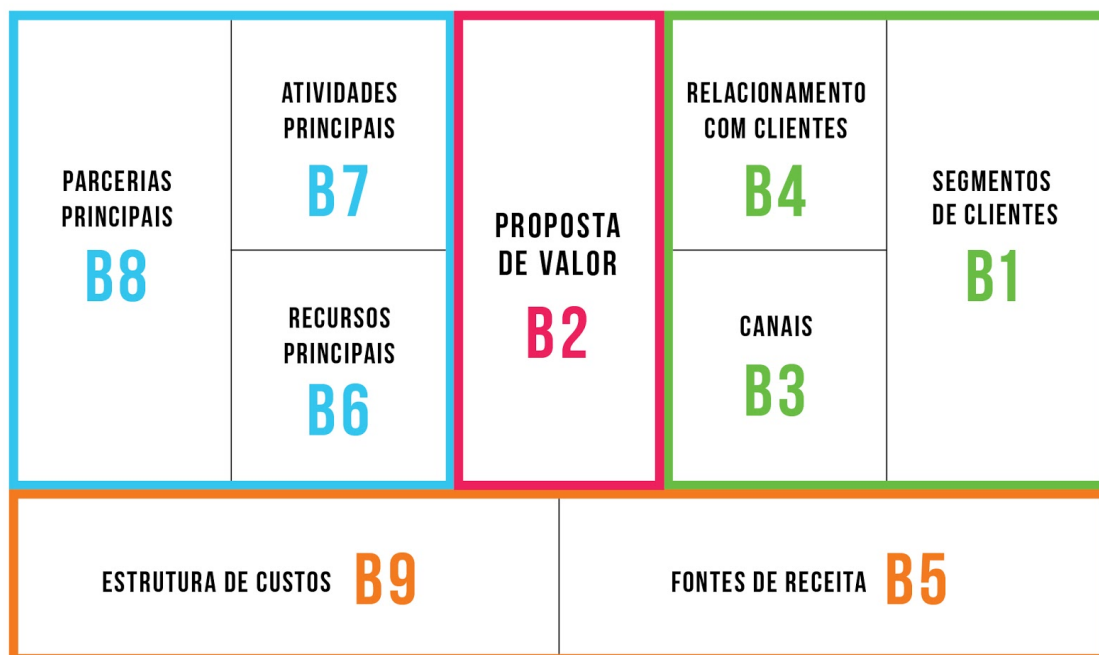 PARCERIAS
PRINCIPAIS
B8
ATIVIDADES
PRINCIPAIS
B7
RECURSOS
PRINCIPAIS
B6
PROPOSTA
DE VALOR
B2
RELACIONAMENTO
COM CLIENTES
B4
CANAIS
B3
SEGMENTOS
DE CLIENTES
B1
ESTRUTURA DE CUSTOS B9
FONTES DE RECEITA B5